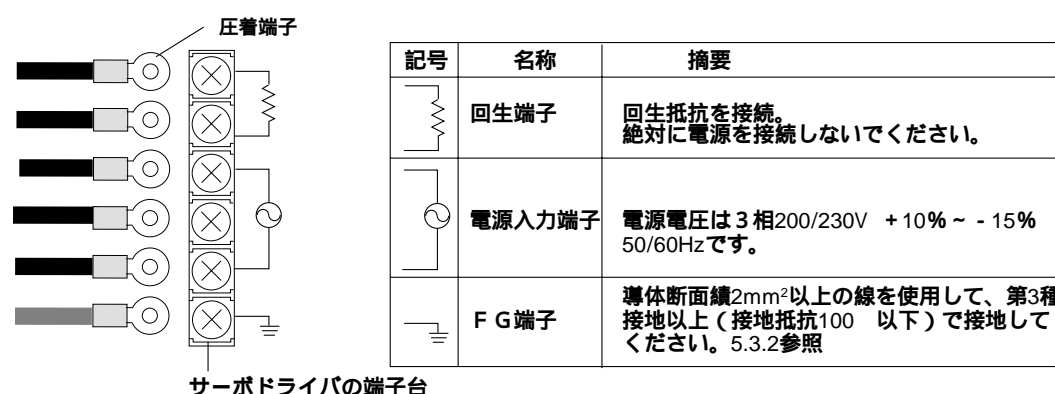 圧着端子
記号 名称 摘要
回生端子 回生抵抗を接続。
絶対に電源を接続しないでください。
電源入力端子 電源電圧は3相200/230V +10%~-15%
50/60Hzです。
FG端子 導体断面績2mm²以上の線を使用して、第3種
接地以上(接地抵抗100 以下)で接地して
ください。5.3.2参照
サーボドライバの端子台